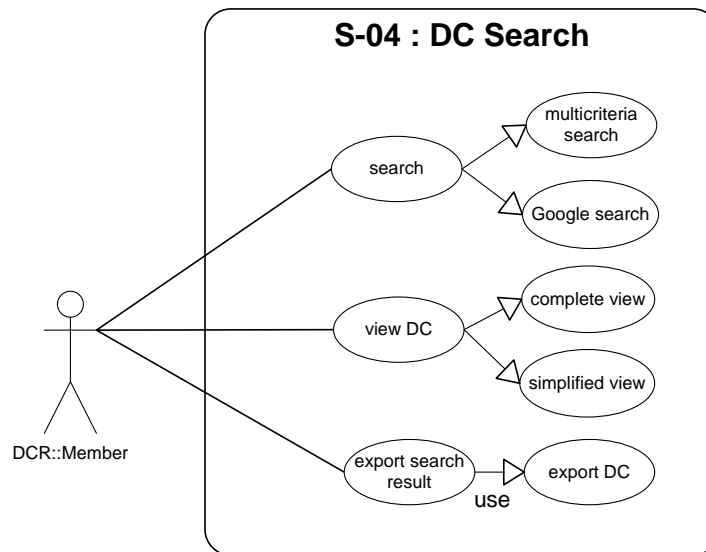 S-04 : DC Search
multicriteria
search
search
Google search
complete view
view DC
simplified view
DCR::Member
export search
result
use
export DC